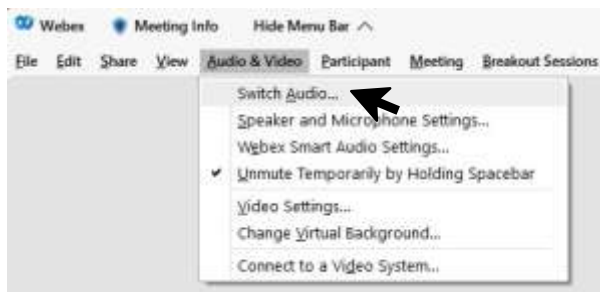 Webex Meeting Info Hide Menu Bar
File Edit Share View Audio & Video Participant Meeting Breakout Sessions
Switch Audio...
Speaker and Microphone Settings...
Webex Smart Audio Settings...
Unmute Temporarily by Holding Spacebar
Video Settings...
Change Virtual Background...
Connect to a Video System...